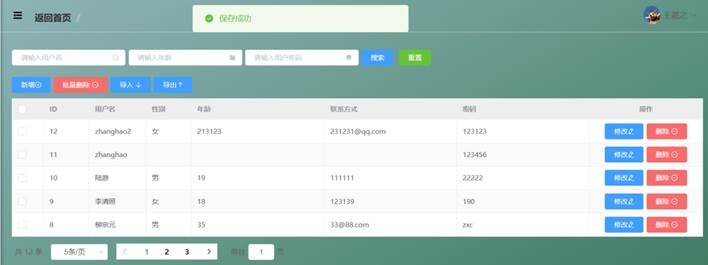 返回首页 /
保存成功
王羲之
请输入用户名 请输入年龄 请输入用户密码 搜索 重置
新增 批量删除 导入 导出
ID 用户名 性别 年龄 联系方式 密码 操作
12 zhanghao2 女 213123 231231@qq.com 123123 修改 删除
11 zhanghao 123456 修改 删除
10 陆游 男 19 111111 22222 修改 删除
9 李清照 女 18 123139 190 修改 删除
8 柳宗元 男 35 33@88.com zxc 修改 删除
共 12 条 5条/页 1 2 3 前往 1 页